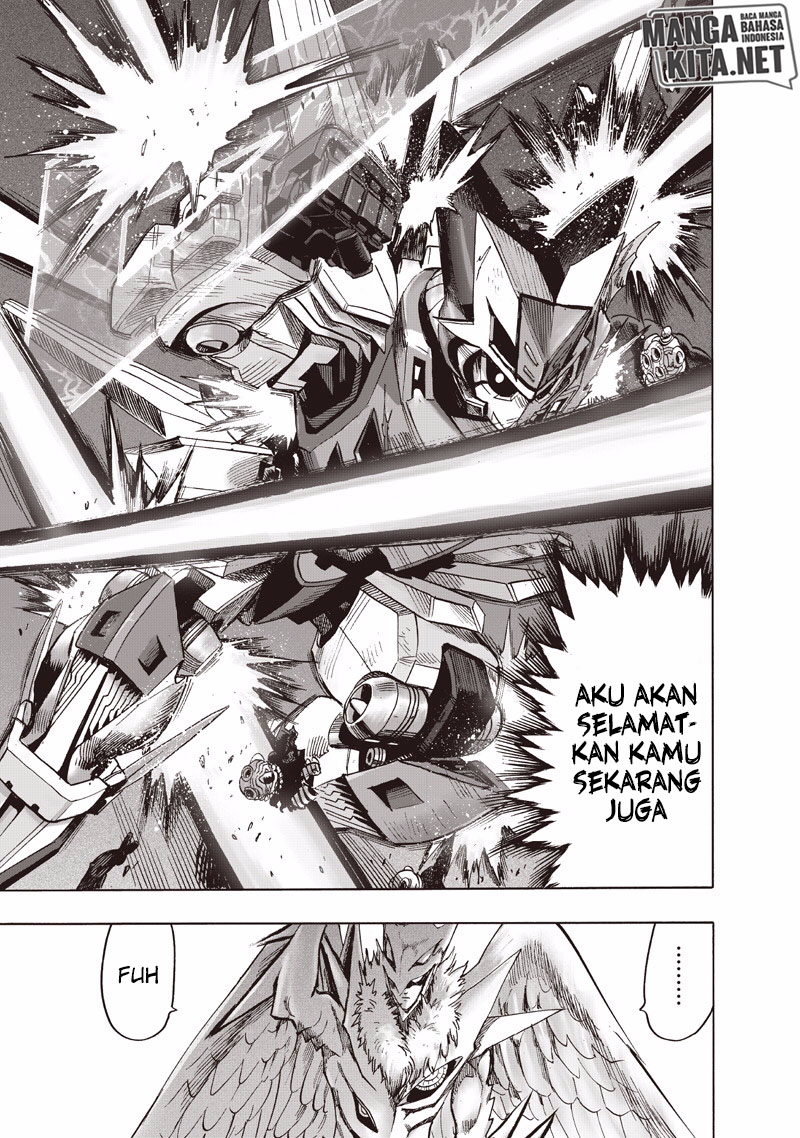 MANGA
KITA.NET
BACA MANGA
BAHASA
INDONESIA
AKU AKAN
SELAMAT-
KAN KAMU
SEKARANG
JUGA
.........
FUH